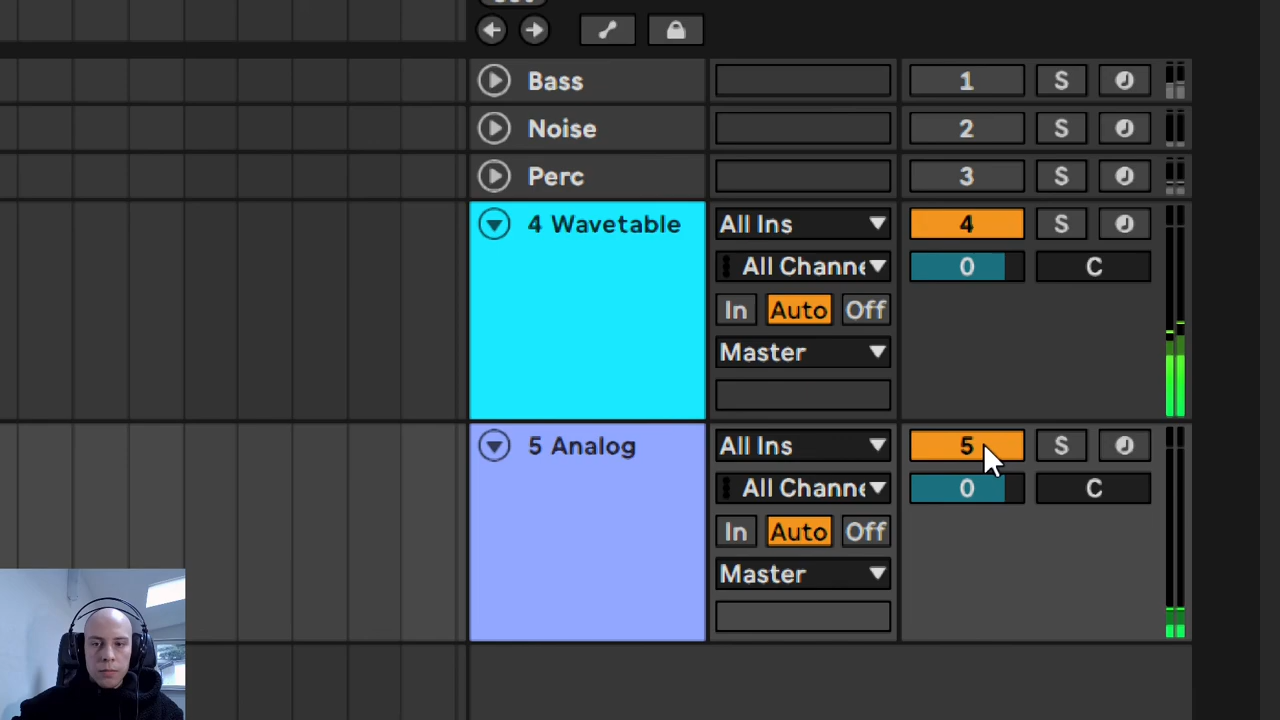 Bass 1 S
Noise 2 S
Perc 3 S
4 Wavetable All Ins 4 S
All Channe 0 C
In Auto Off
Master
5 Analog All Ins 5 S
All Channe 0 C
In Auto Off
Master